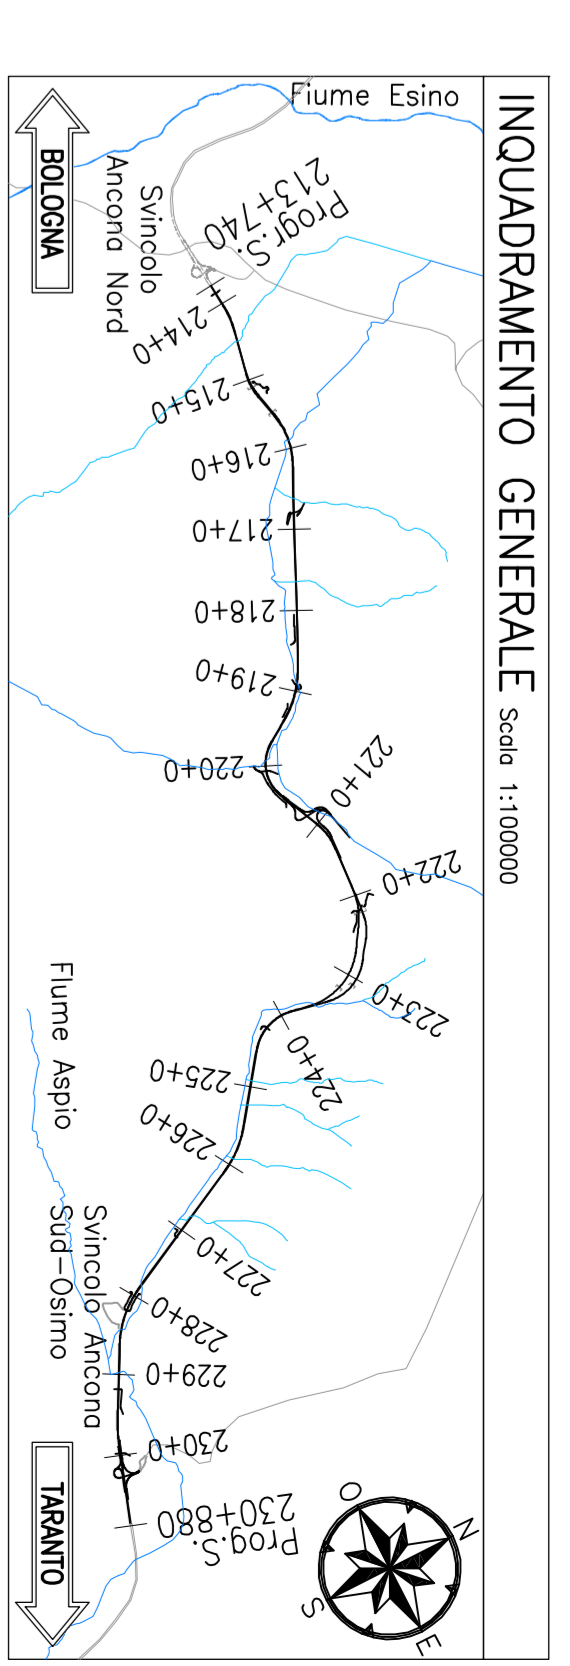 INQUADRAMENTO GENERALE Scala 1:100000
Fiume Esino
BOLOGNA
Svincolo
Ancona Nord
Progr.S.
213+740
214+0
215+0
216+0
217+0
218+0
219+0
220+0
221+0
222+0
223+0
224+0
225+0
226+0
227+0
228+0
229+0
230+0
Prog.S.
230+880
Fiume Aspio
Svincolo Ancona
Sud-Osimo
TARANTO
N
E
S
O